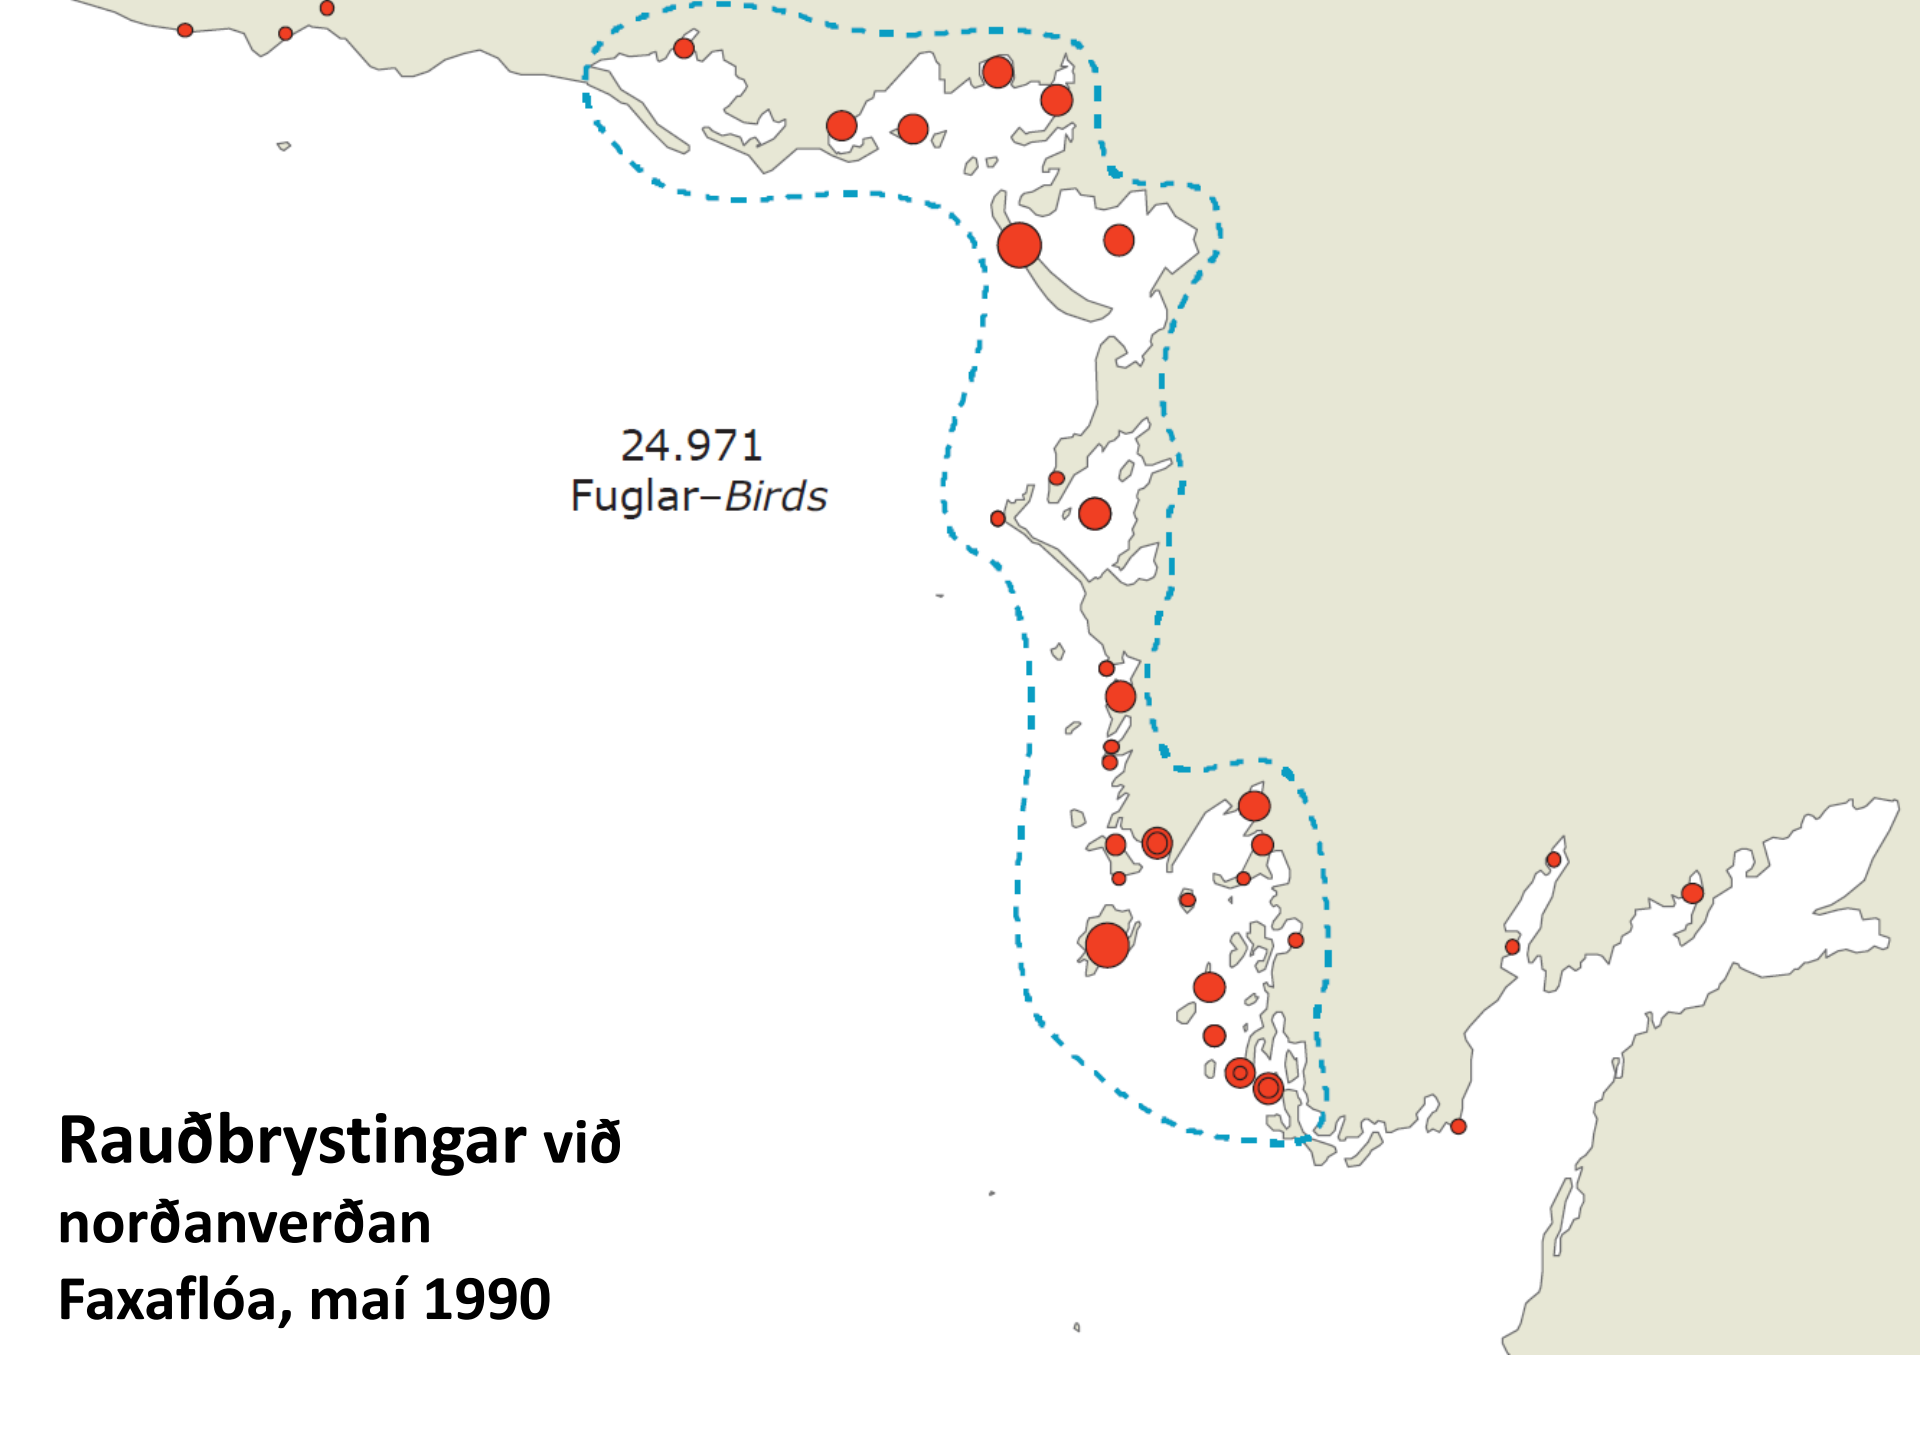 24.971
Fuglar–Birds
Rauðbrystingar við
norðanverðan
Faxaflóa, maí 1990